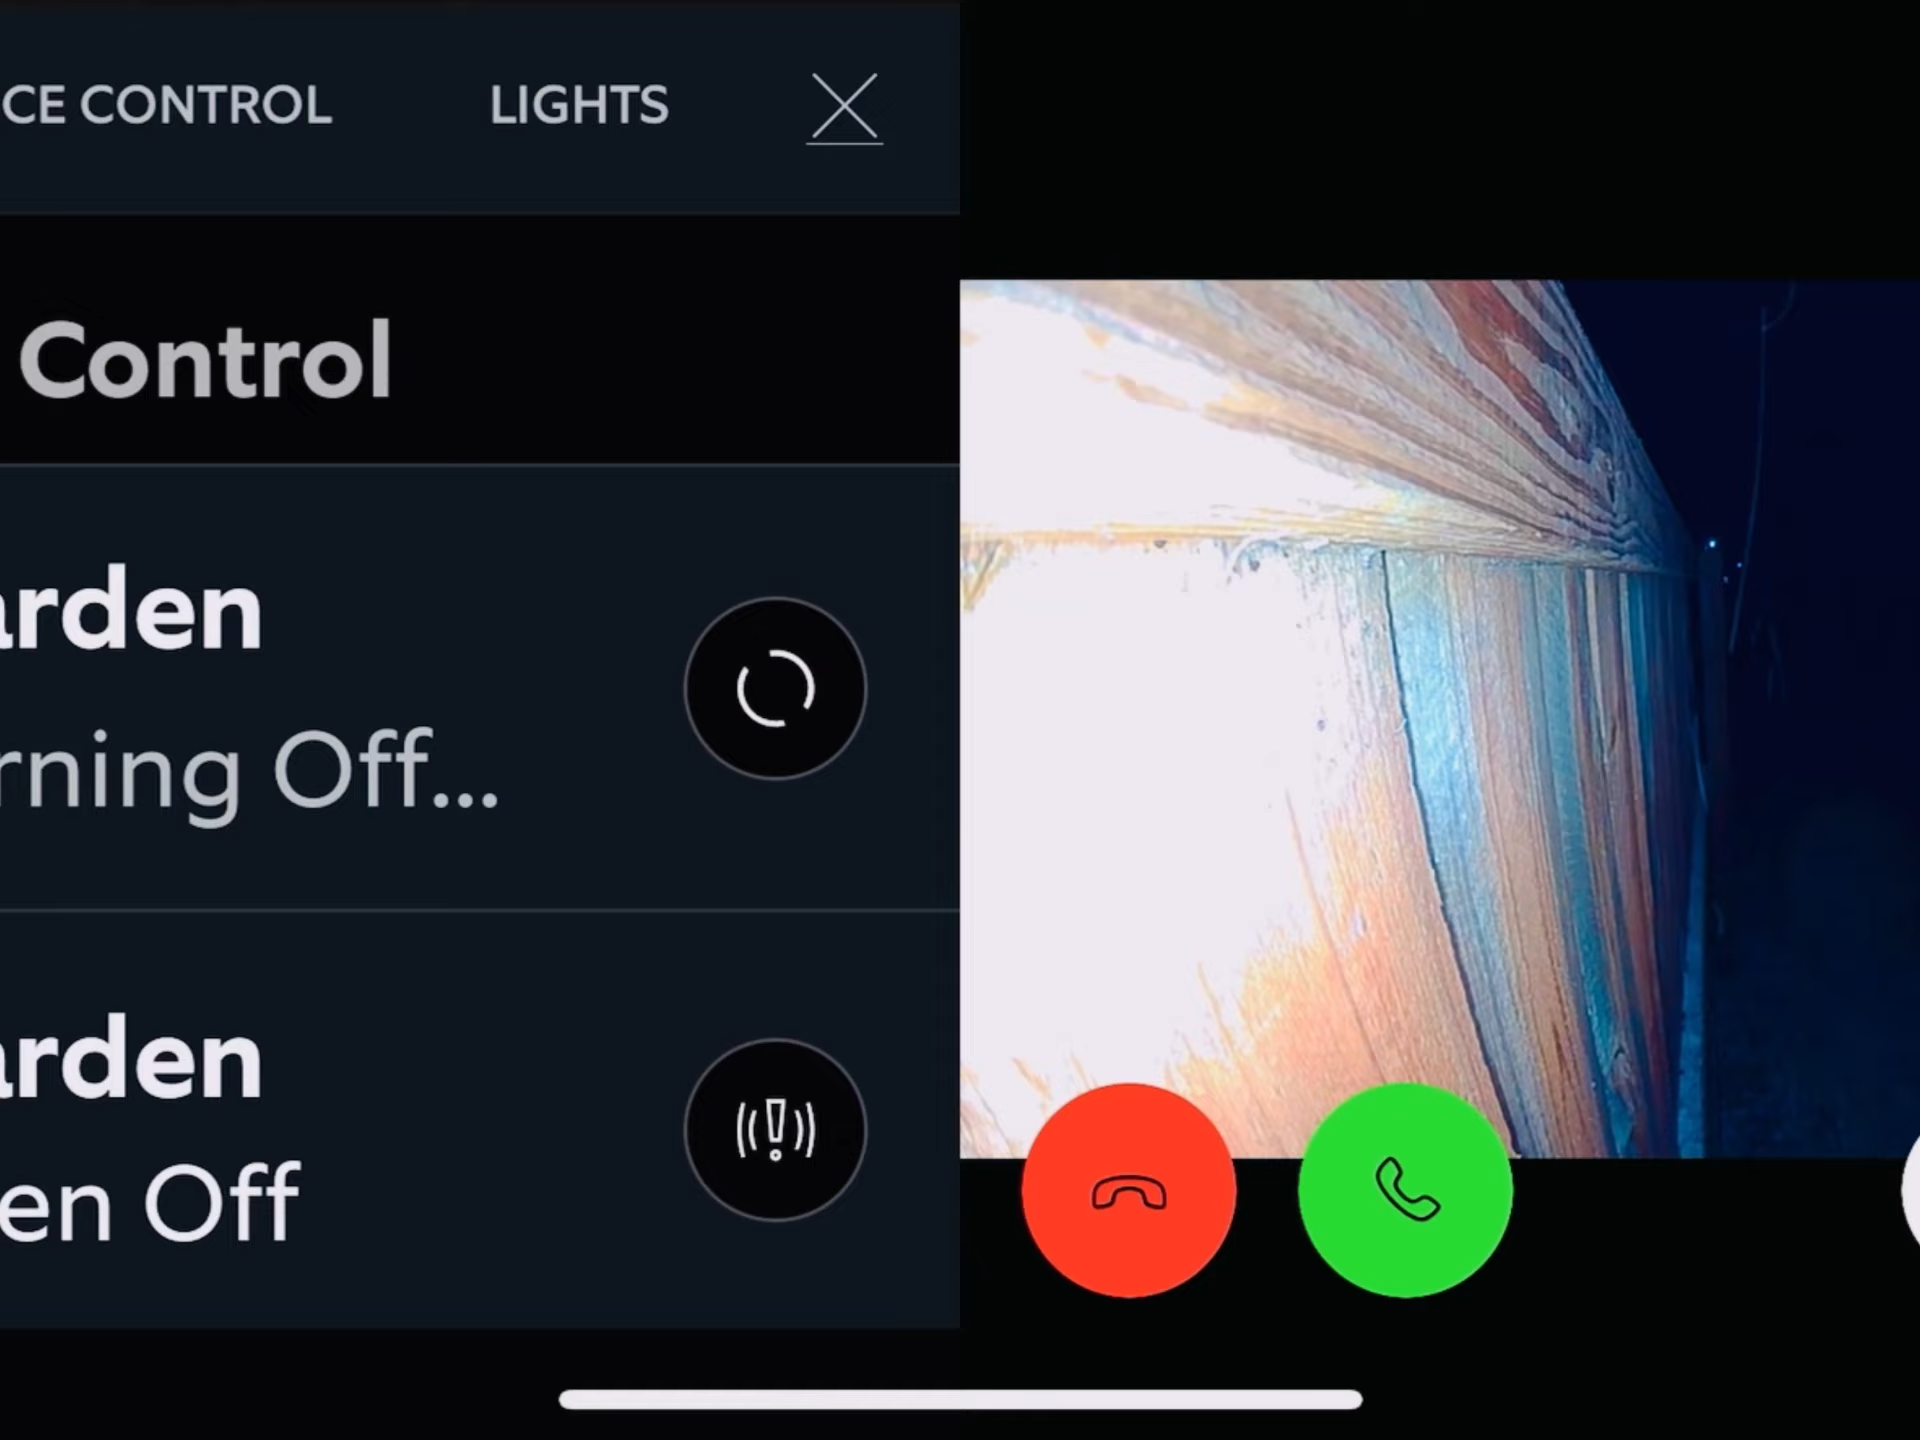 CE CONTROL LIGHTS
Control
arden
rning Off...
arden
en Off